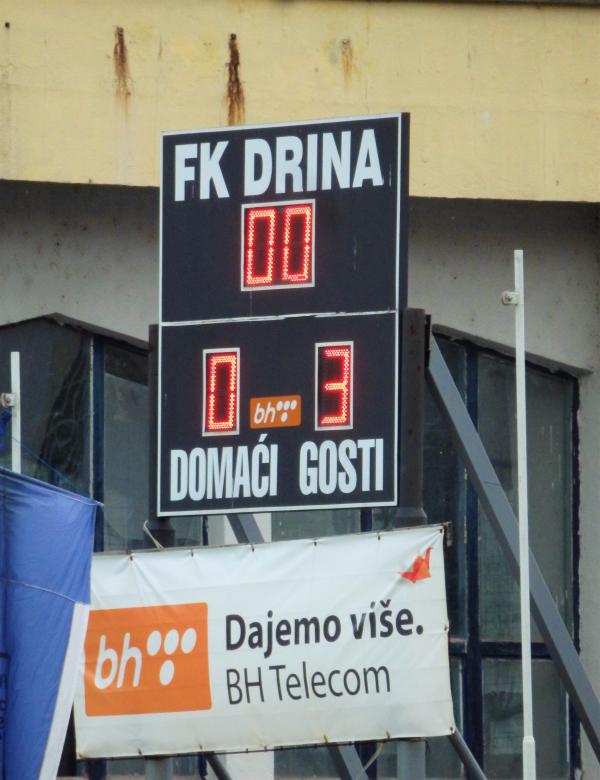 FK DRINA
00
0 bh 3
DOMAĆI GOSTI
bh
Dajemo više.
BH Telecom